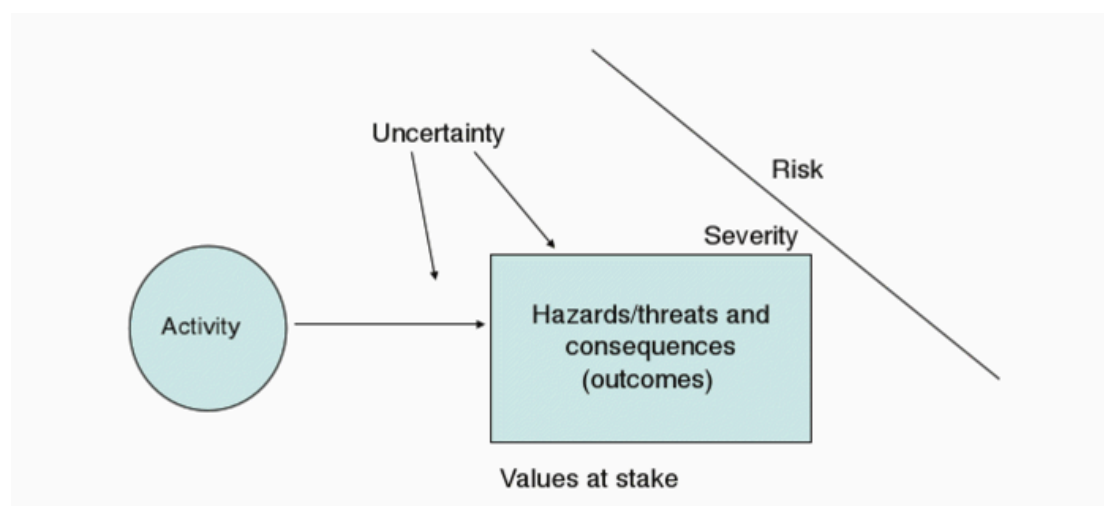 Uncertainty
Risk
Severity
Activity
Hazards/threats and
consequences
(outcomes)
Values at stake